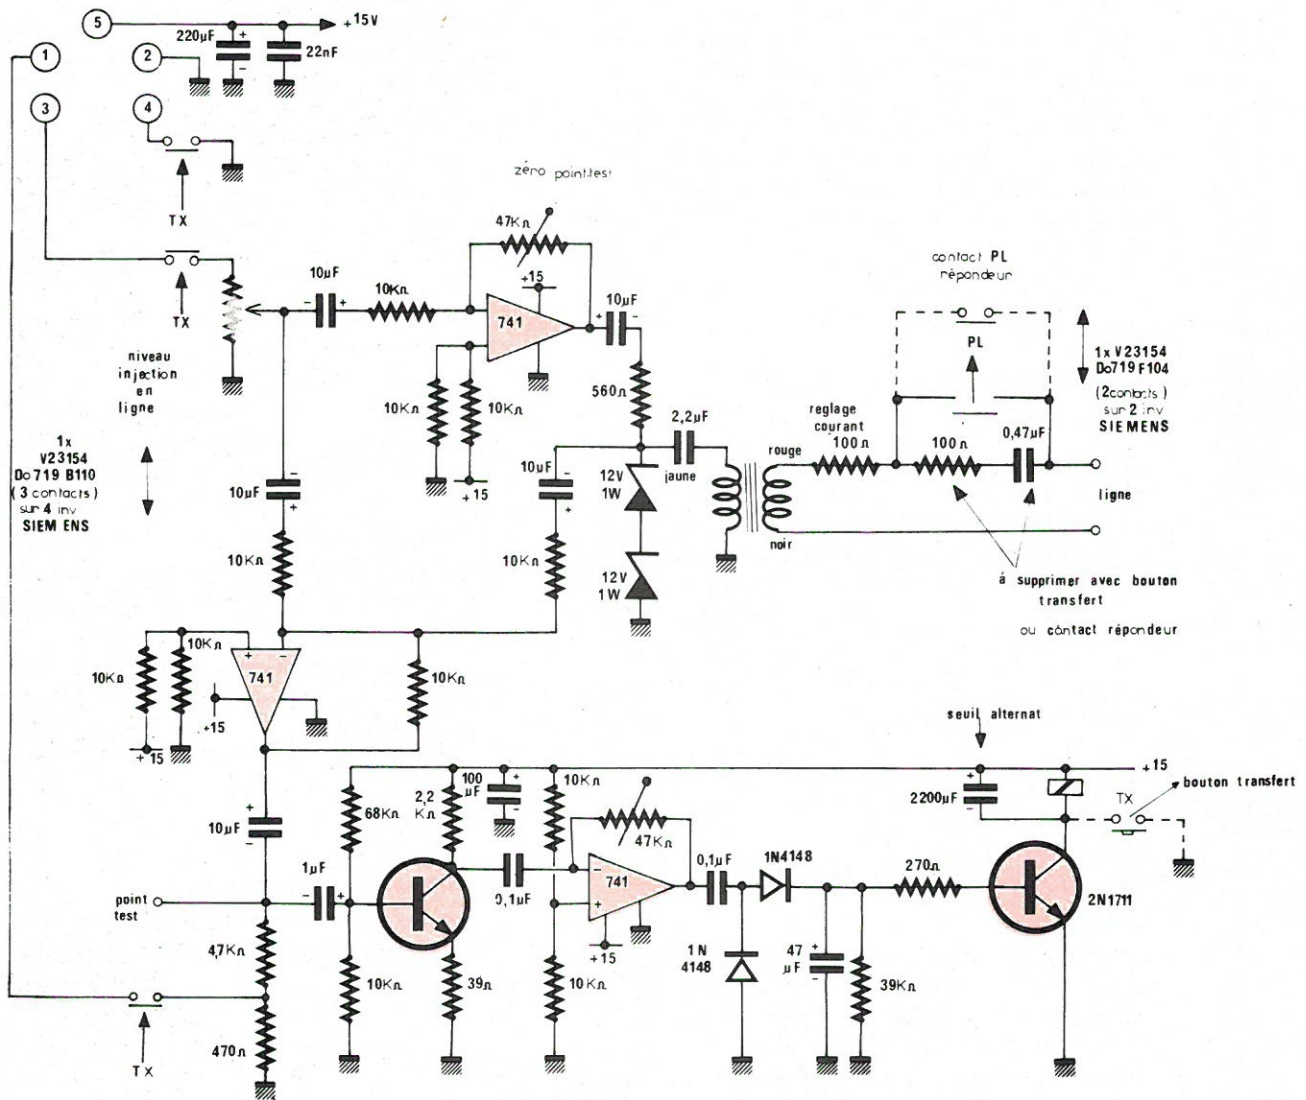 5
+15V
220µF
+
-
22nF
1
2
3
4
TX
TX
zéro point-test
47KΩ
10µF
-
+
10KΩ
+15
741
10µF
+
-
10KΩ
10KΩ
+15
560Ω
2,2µF
jaune
rouge
noir
reglage
courant
100Ω
100Ω
0,47µF
contact PL
répondeur
PL
1x V23154
Do719 F104
(2contacts)
sur 2 inv
SIEMENS
ligne
à supprimer avec bouton
transfert
ou contact répondeur
niveau
injection
en
ligne
1x
V23154
Do 719 B110
(3 contacts)
sur 4 inv
SIEMENS
10µF
-
+
10KΩ
10µF
-
+
10KΩ
12V
1W
12V
1W
10KΩ
10KΩ
+15
+
-
741
+15
10KΩ
10µF
+
-
point
test
1µF
-
+
68KΩ
2,2
KΩ
100
µF
+
-
10KΩ
47KΩ
0,1µF
-
+
741
+15
0,1µF
1N4148
1N
4148
47
µF
+
-
39KΩ
270Ω
2N1711
seuil alternat
2200µF
+
-
+15
TX
bouton transfert
4,7KΩ
470Ω
TX
10KΩ
39Ω
10KΩ